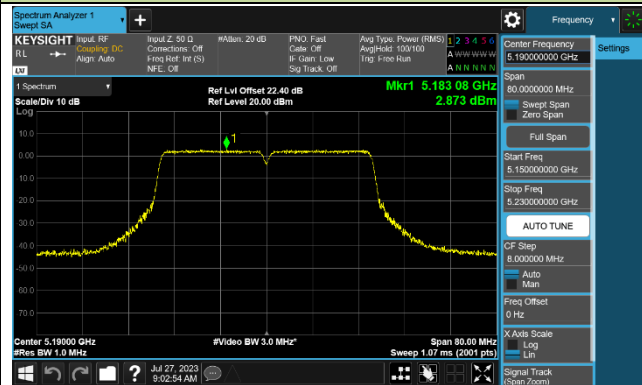 Spectrum Analyzer 1
Swept SA
Frequency
KEYSIGHT
RL
LXI
Input: RF
Coupling: DC
Align: Auto
Input Z: 50 Ω
Corrections: Off
Freq Ref: Int (S)
NFE: Off
#Atten: 20 dB
PNO: Fast
Gate: Off
IF Gain: Low
Sig Track: Off
Avg Type: Power (RMS)
Avg|Hold: 100/100
Trig: Free Run
1 2 3 4 5 6
A W W W W W
A N N N N N
1 Spectrum
Scale/Div 10 dB
Ref Lvl Offset 22.40 dB
Ref Level 20.00 dBm
Mkr1 5.183 08 GHz
2.873 dBm
Log
1
10.0
0.00
-10.0
-20.0
-30.0
-40.0
-50.0
-60.0
-70.0
Center 5.19000 GHz
#Res BW 1.0 MHz
#Video BW 3.0 MHz*
Span 80.00 MHz
Sweep 1.07 ms (2001 pts)
Center Frequency
5.190000000 GHz
Settings
Span
80.0000000 MHz
Swept Span
Zero Span
Full Span
Start Freq
5.150000000 GHz
Stop Freq
5.230000000 GHz
AUTO TUNE
CF Step
8.000000 MHz
Auto
Man
Freq Offset
0 Hz
X Axis Scale
Log
Lin
Signal Track
(Span Zoom)
?
Jul 27, 2023
9:02:54 AM